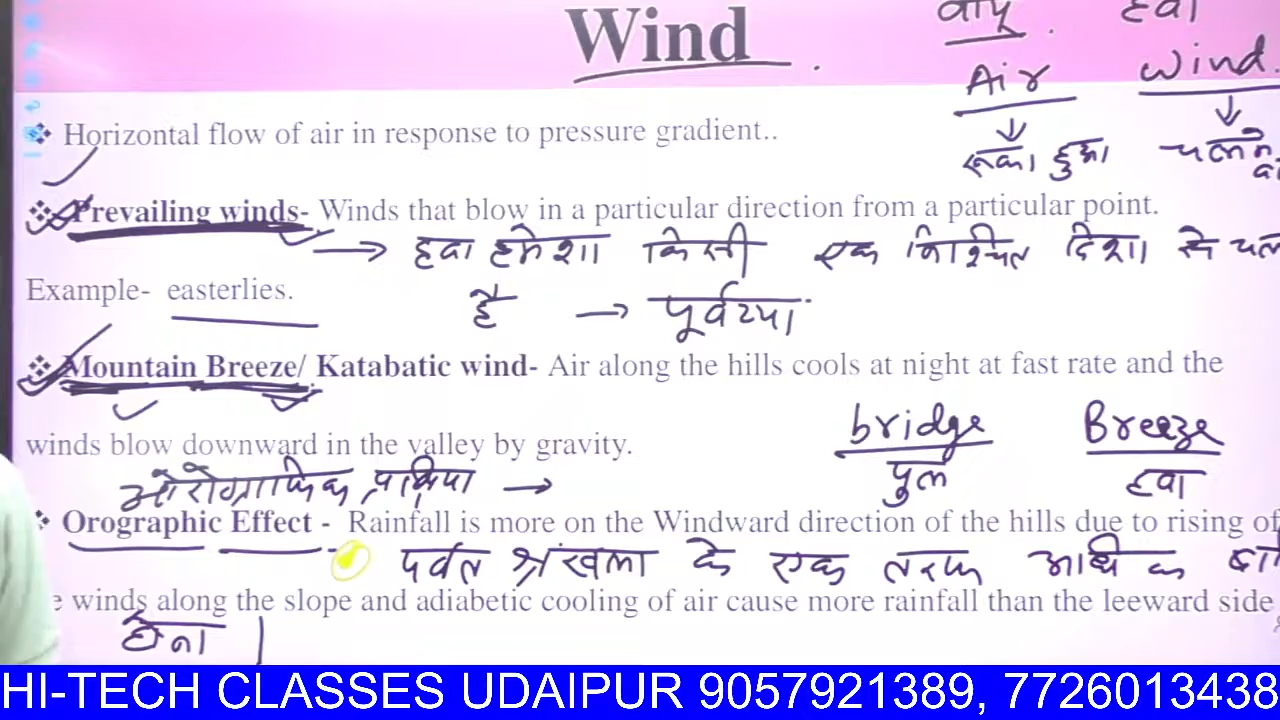 Wind
वायु . हवा
Air Wind.
रूका हुआ चलने
❖ Horizontal flow of air in response to pressure gradient..
❖ Prevailing winds- Winds that blow in a particular direction from a particular point.
→ हवा हमेशा किसी एक निश्चित दिशा से चल
Example- easterlies. है → पूर्वय्या
❖ Mountain Breeze/ Katabatic wind- Air along the hills cools at night at fast rate and the
bridge Breeze
winds blow downward in the valley by gravity.
पुल हवा
ओरोग्राफिक प्रक्रिया →
Orographic Effect - Rainfall is more on the Windward direction of the hills due to rising of
पर्वत श्रंखला के एक तरफ अधिक
e winds along the slope and adiabetic cooling of air cause more rainfall than the leeward side
होना |
HI-TECH CLASSES UDAIPUR 9057921389, 7726013438